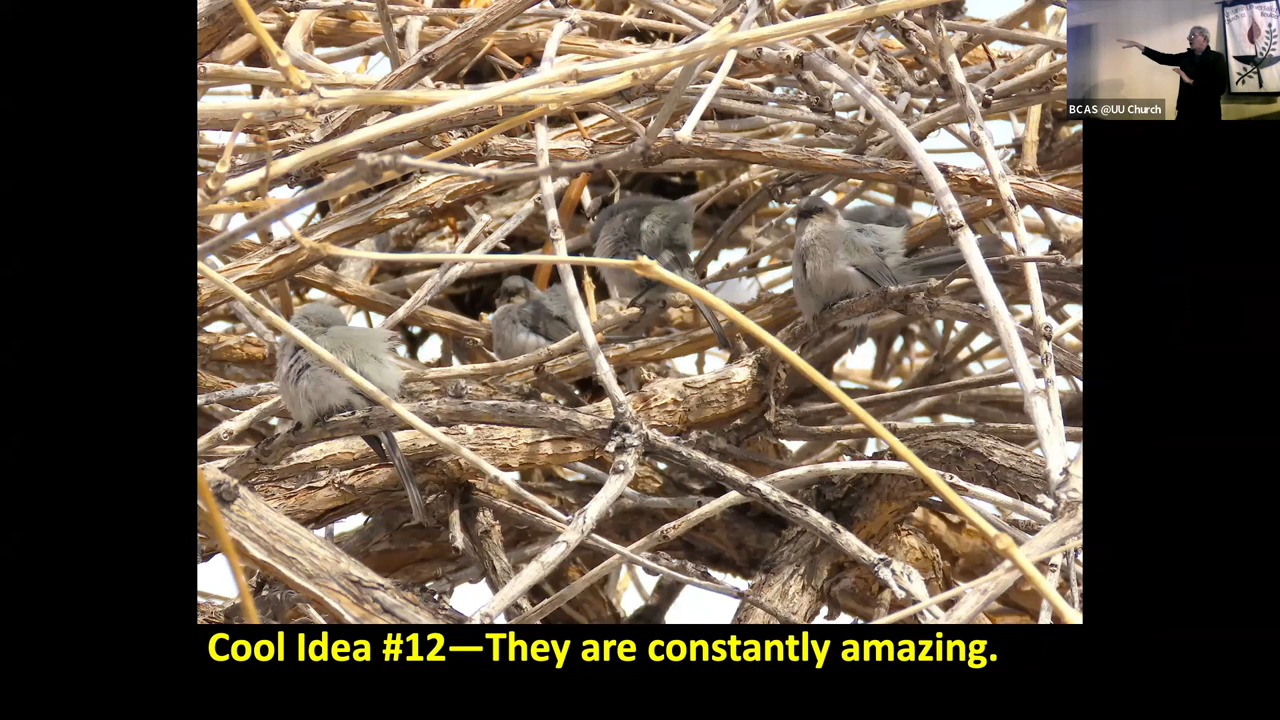 BCAS @UU Church
Cool Idea #12—They are constantly amazing.